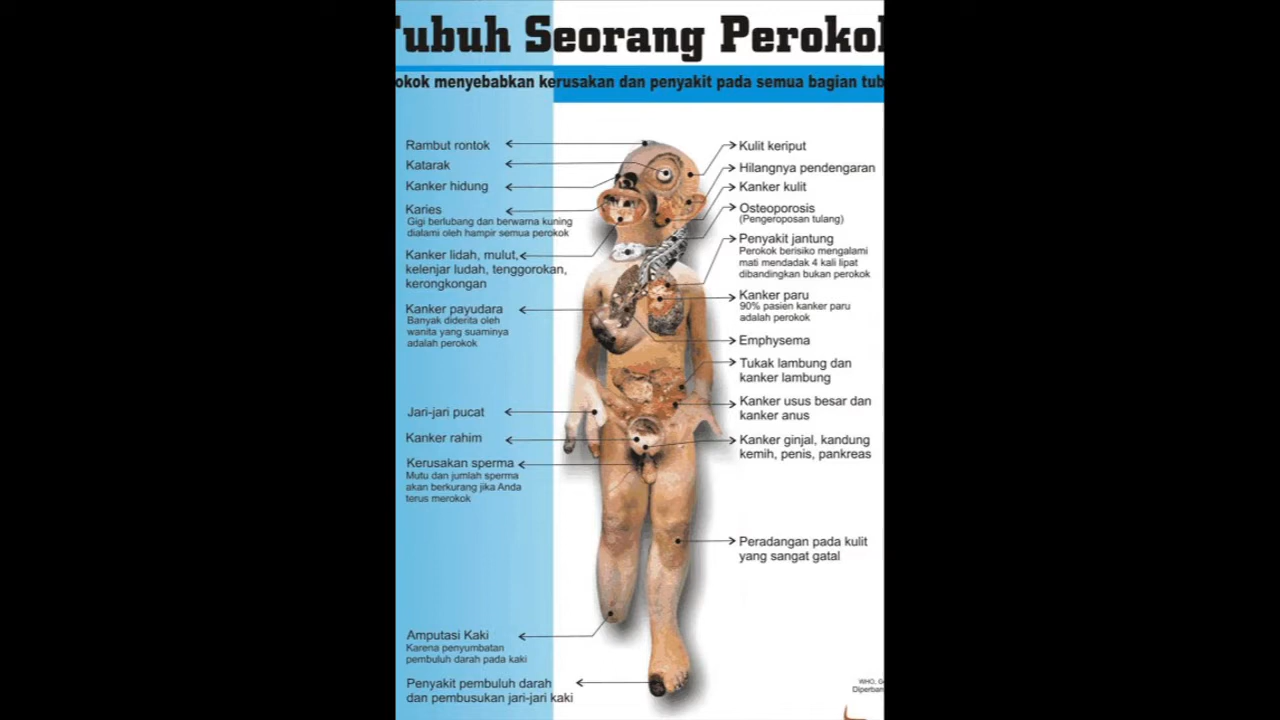 Tubuh Seorang Perokok
okok menyebabkan kerusakan dan penyakit pada semua bagian tub
Rambut rontok
Katarak
Kanker hidung
Karies
Gigi berlubang dan berwarna kuning
dialami oleh hampir semua perokok
Kanker lidah, mulut,
kelenjar ludah, tenggorokan,
kerongkongan
Kanker payudara
Banyak diderita oleh
wanita yang suaminya
adalah perokok
Jari-jari pucat
Kanker rahim
Kerusakan sperma
Mutu dan jumlah sperma
akan berkurang jika Anda
terus merokok
Amputasi Kaki
Karena penyumbatan
pembuluh darah pada kaki
Penyakit pembuluh darah
dan pembusukan jari-jari kaki
Kulit keriput
Hilangnya pendengaran
Kanker kulit
Osteoporosis
(Pengeroposan tulang)
Penyakit jantung
Perokok berisiko mengalami
mati mendadak 4 kali lipat
dibandingkan bukan perokok
Kanker paru
90% pasien kanker paru
adalah perokok
Emphysema
Tukak lambung dan
kanker lambung
Kanker usus besar dan
kanker anus
Kanker ginjal, kandung
kemih, penis, pankreas
Peradangan pada kulit
yang sangat gatal
WHO, G
Diperban